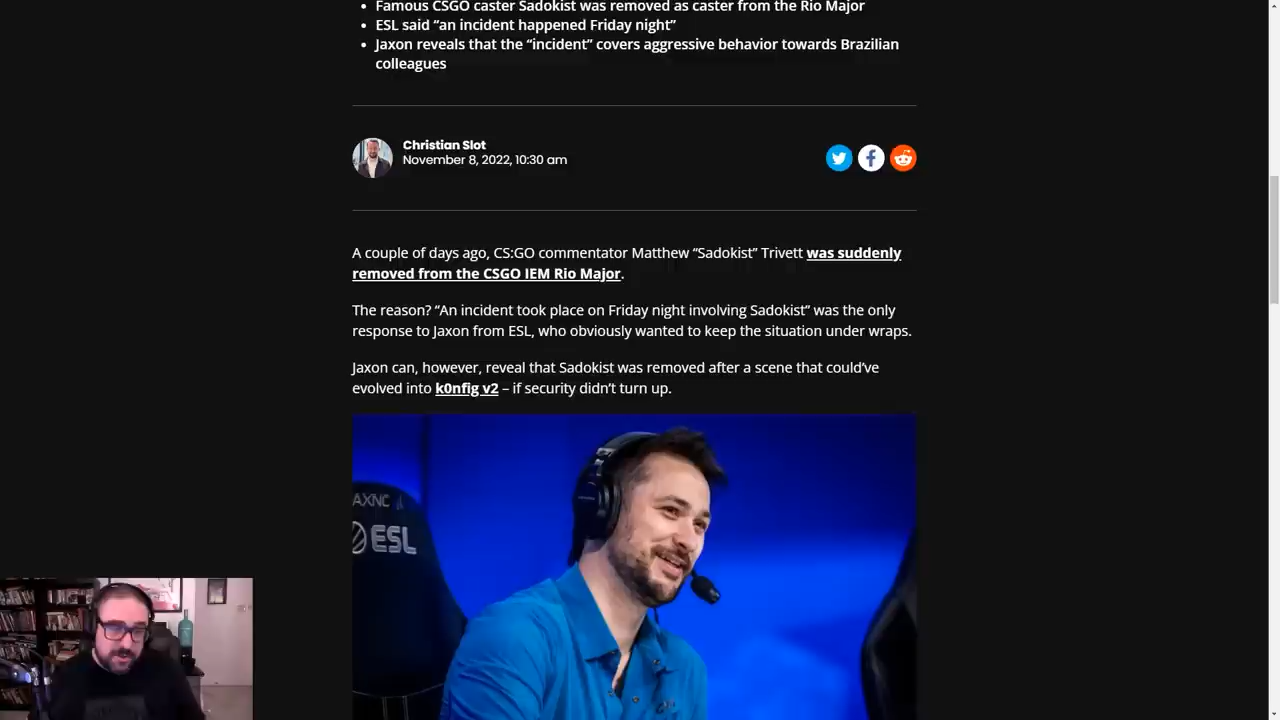 Famous CSGO caster Sadokist was removed as caster from the Rio Major
ESL said “an incident happened Friday night”
Jaxon reveals that the “incident” covers aggressive behavior towards Brazilian
colleagues
Christian Slot
November 8, 2022, 10:30 am
A couple of days ago, CS:GO commentator Matthew “Sadokist” Trivett was suddenly
removed from the CSGO IEM Rio Major.
The reason? “An incident took place on Friday night involving Sadokist” was the only
response to Jaxon from ESL, who obviously wanted to keep the situation under wraps.
Jaxon can, however, reveal that Sadokist was removed after a scene that could’ve
evolved into k0nfig v2 – if security didn’t turn up.
AXNC
ESL